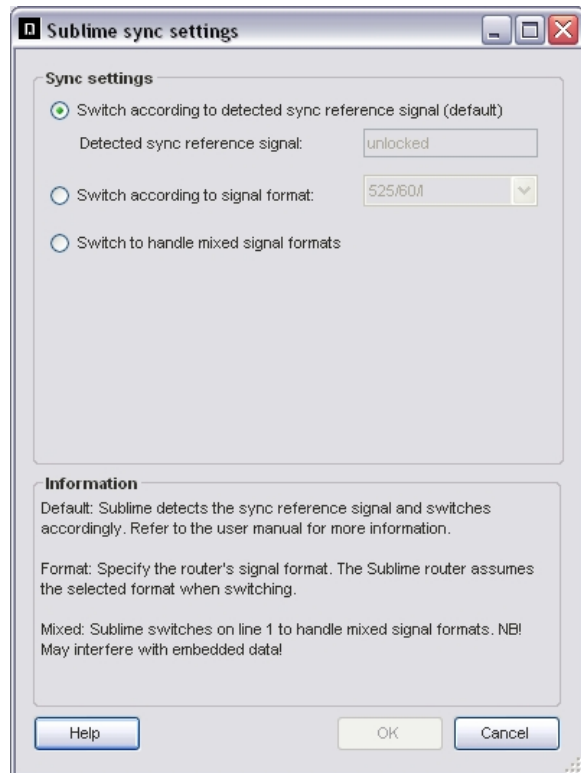 Sublime sync settings
Sync settings
Switch according to detected sync reference signal (default)
Detected sync reference signal:
unlocked
Switch according to signal format:
525/60/I
Switch to handle mixed signal formats
Information
Default: Sublime detects the sync reference signal and switches
accordingly. Refer to the user manual for more information.
Format: Specify the router's signal format. The Sublime router assumes
the selected format when switching.
Mixed: Sublime switches on line 1 to handle mixed signal formats. NB!
May interfere with embedded data!
Help
OK
Cancel